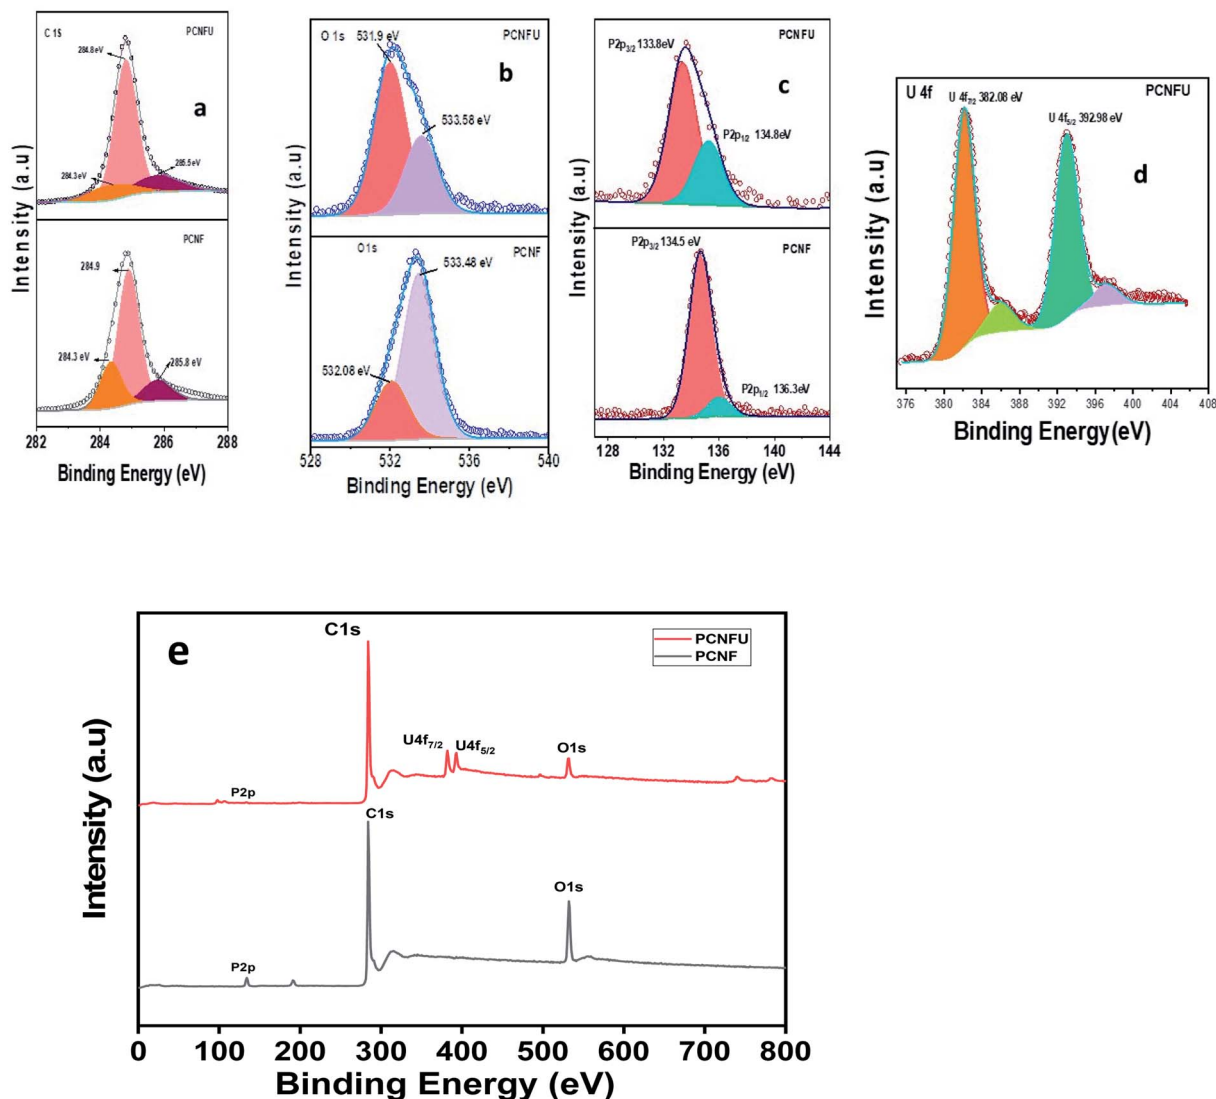 C 1S
PCNFU
284.8 eV
a
284.3 eV
285.5 eV
PCNF
284.9
284.3 eV
285.8 eV
282 284 286 288
Binding Energy (eV)
Intensity (a.u)
O 1s
531.9 eV
PCNFU
b
533.58 eV
O1s
PCNF
533.48 eV
532.08 eV
528 532 536 540
Binding Energy (eV)
Intensity (a.u)
P2p3/2 133.8eV
PCNFU
c
P2p1/2 134.8eV
P2p3/2 134.5 eV
PCNF
P2p1/2 136.3eV
128 132 136 140 144
Binding Energy (eV)
Intensity (a.u)
U 4f
U 4f7/2 382.08 eV
PCNFU
U 4f5/2 392.98 eV
d
376 380 384 388 392 396 400 404 408
Binding Energy (eV)
Intensity (a.u)
e
C1s
PCNFU
PCNF
U4f7/2
U4f5/2
O1s
P2p
C1s
O1s
P2p
0 100 200 300 400 500 600 700 800
Binding Energy (eV)
Intensity (a.u)